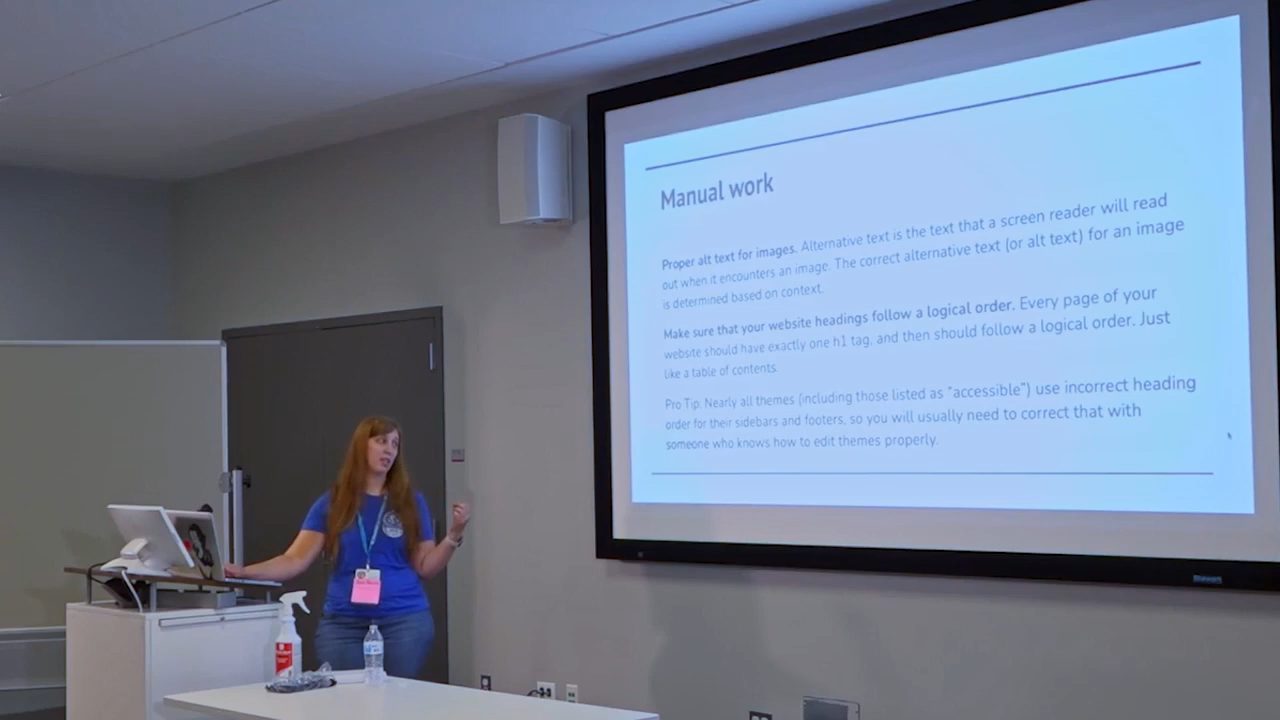 Manual work
Proper alt text for images. Alternative text is the text that a screen reader will read
out when it encounters an image. The correct alternative text (or alt text) for an image
is determined based on context.
Make sure that your website headings follow a logical order. Every page of your
website should have exactly one h1 tag, and then should follow a logical order. Just
like a table of contents.
Pro Tip. Nearly all themes (including those listed as "accessible") use incorrect heading
order for their sidebars and footers, so you will usually need to correct that with
someone who knows how to edit themes properly.
Stewart